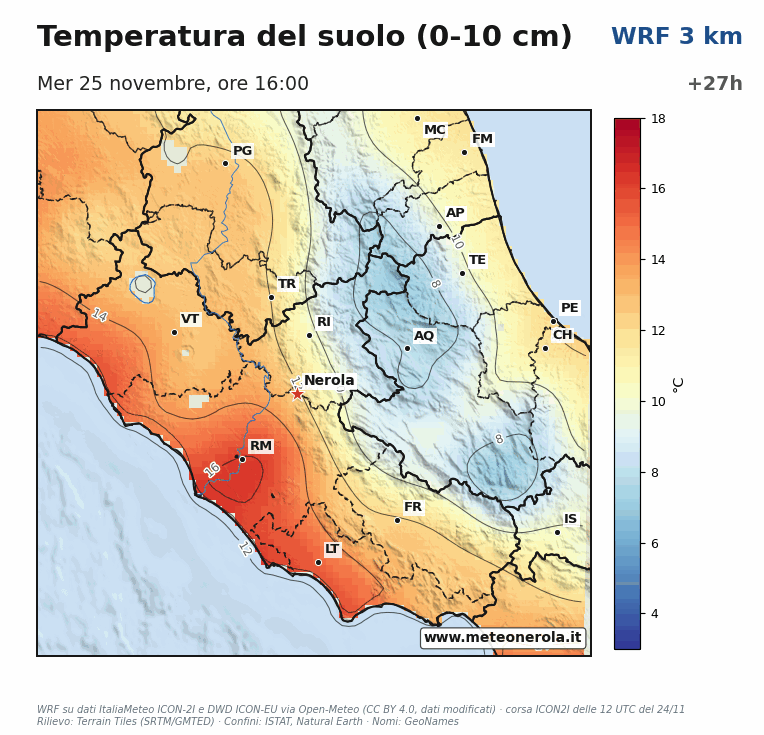 Temperatura del suolo (0-10 cm)
WRF 3 km
Mer 25 novembre, ore 16:00
+27h
MC
FM
PG
AP
10
TE
8
TR
PE
14
VT
RI
CH
AQ
Nerola
RM
8
16
FR
IS
12
LT
www.meteonerola.it
18
16
14
12
10
8
6
4
°C
WRF su dati ItaliaMeteo ICON-2I e DWD ICON-EU via Open-Meteo (CC BY 4.0, dati modificati) · corsa ICON2I delle 12 UTC del 24/11
Rilievo: Terrain Tiles (SRTM/GMTED) · Confini: ISTAT, Natural Earth · Nomi: GeoNames